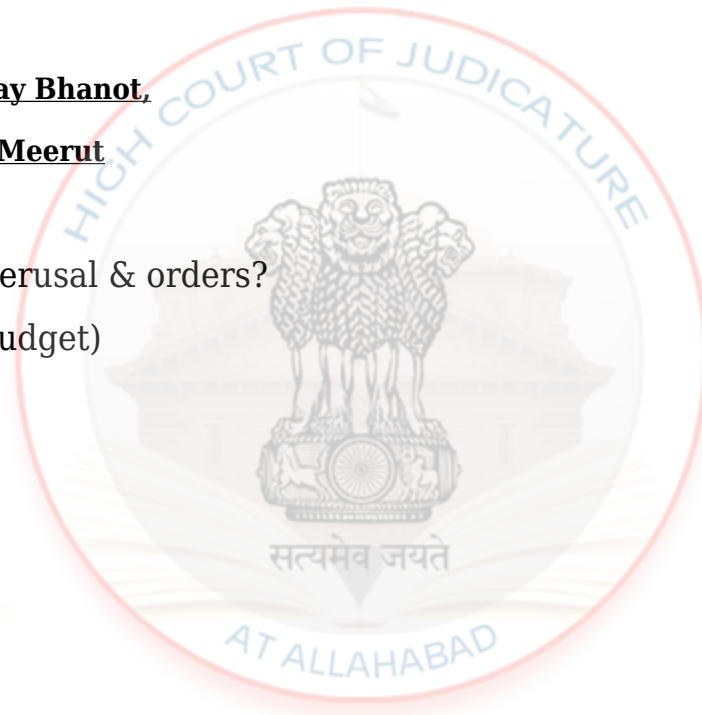 ay Bhanot,
Meerut
erusal & orders?
udget)
HIGH COURT OF JUDICATURE
सत्यमेव जयते
AT ALLAHABAD